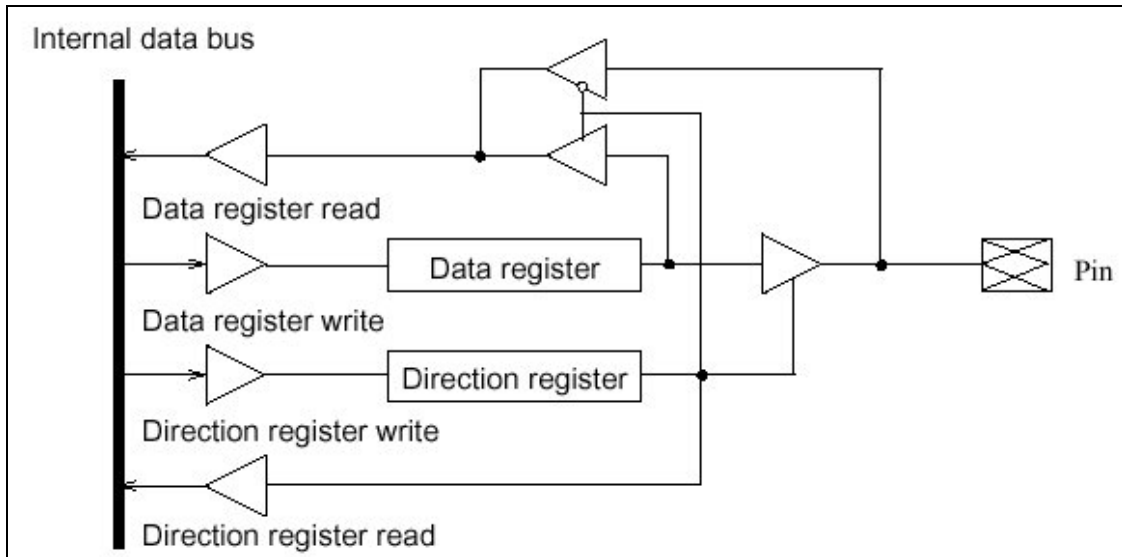 Internal data bus
Data register read
Data register
Pin
Data register write
Direction register
Direction register write
Direction register read